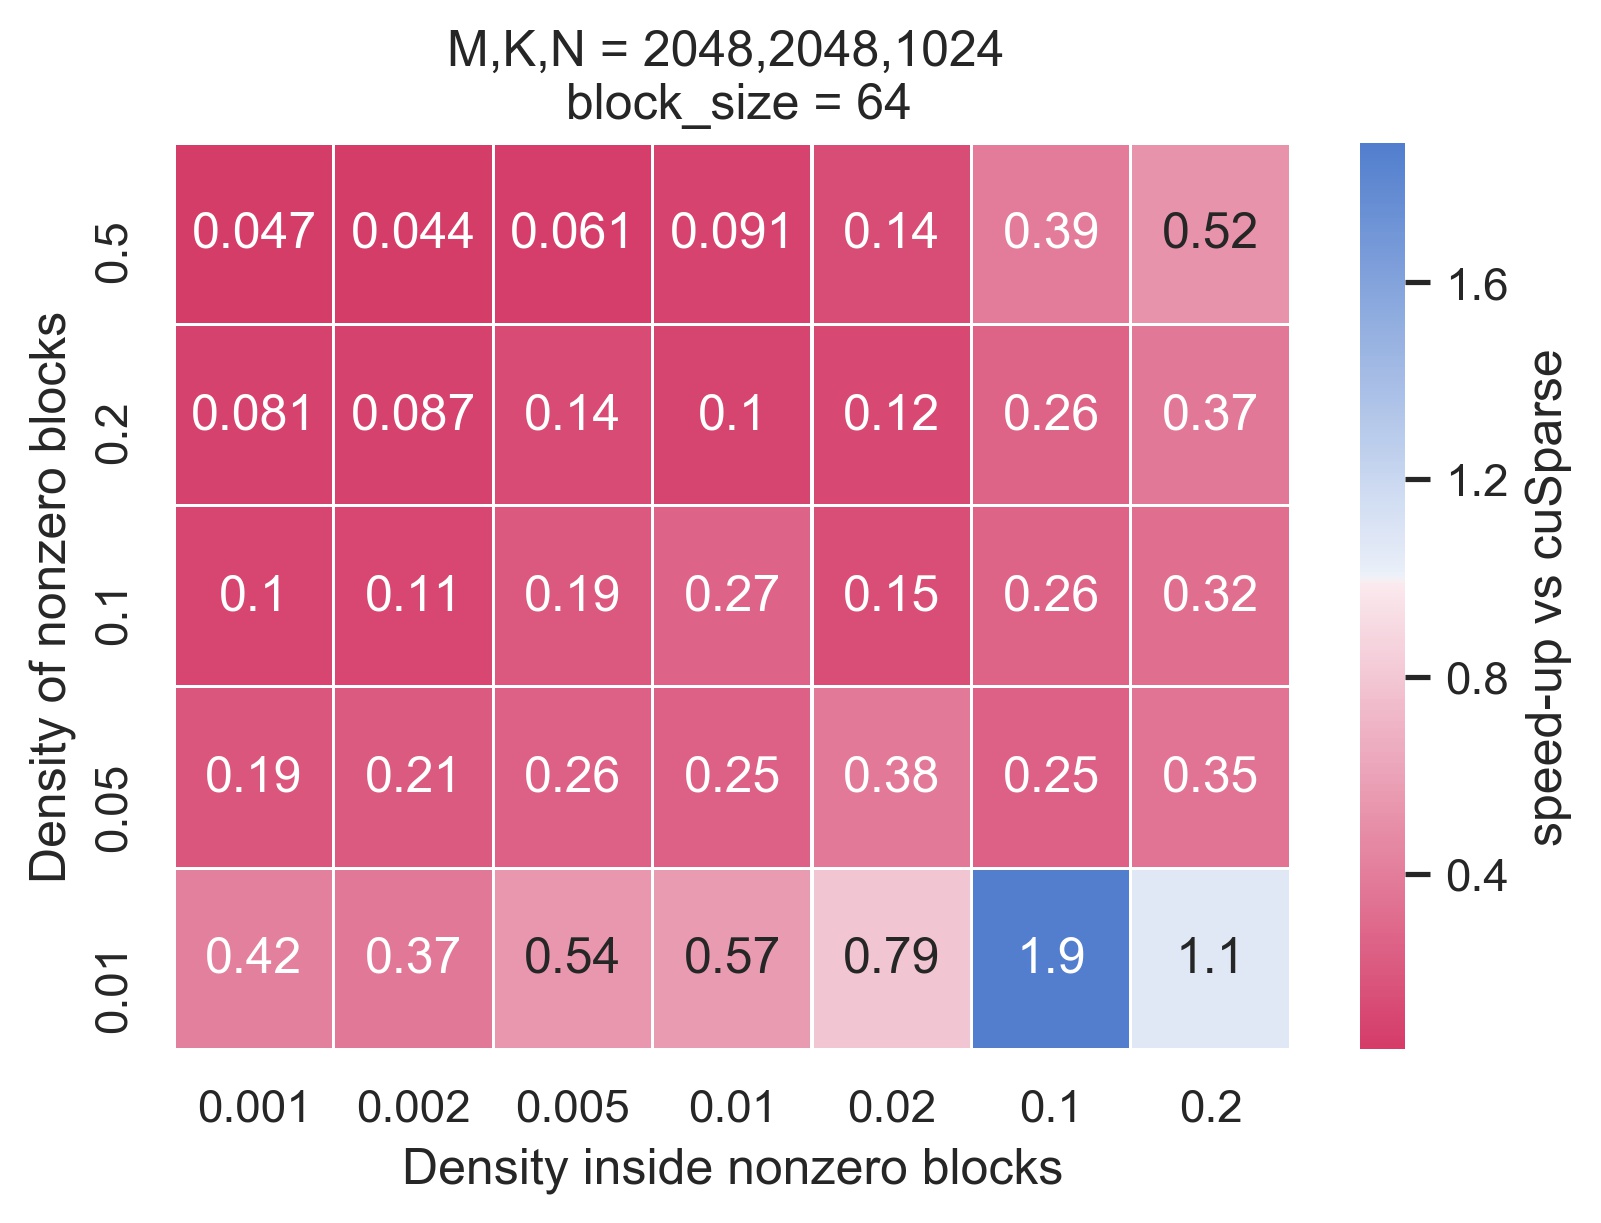 M,K,N = 2048,2048,1024
block_size = 64
Density of nonzero blocks
0.5
0.047 0.044 0.061 0.091 0.14 0.39 0.52
0.2
0.081 0.087 0.14 0.1 0.12 0.26 0.37
0.1
0.1 0.11 0.19 0.27 0.15 0.26 0.32
0.05
0.19 0.21 0.26 0.25 0.38 0.25 0.35
0.01
0.42 0.37 0.54 0.57 0.79 1.9 1.1
0.001 0.002 0.005 0.01 0.02 0.1 0.2
Density inside nonzero blocks
1.6
1.2
0.8
0.4
speed-up vs cuSparse